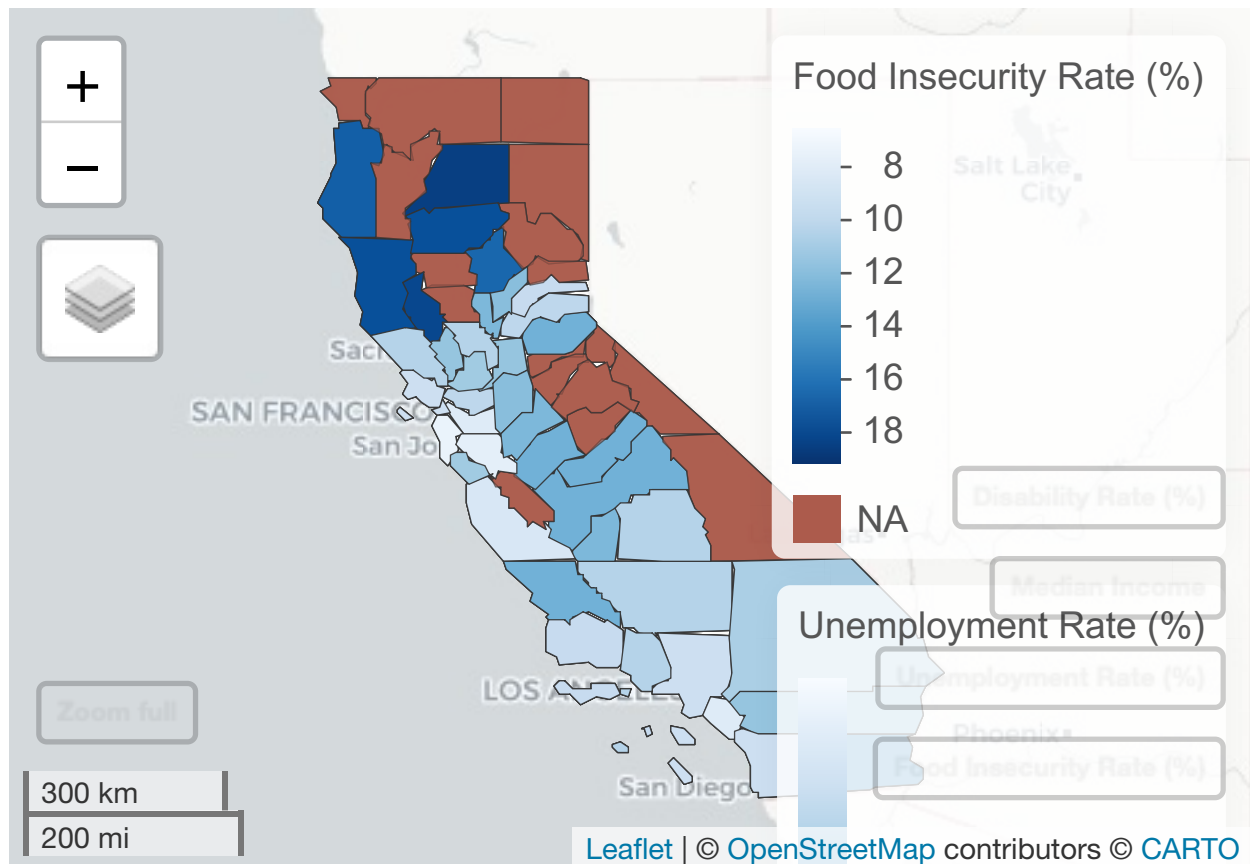 +
−
Food Insecurity Rate (%)
8
10
12
14
16
18
NA
Salt Lake
City
Sac
SAN FRANCISCO
San Jo
Disability Rate (%)
Median Income
Unemployment Rate (%)
Unemployment Rate (%)
LOS ANGELES
Zoom full
Phoenix
Food Insecurity Rate (%)
San Diego
300 km
200 mi
Leaflet | © OpenStreetMap contributors © CARTO